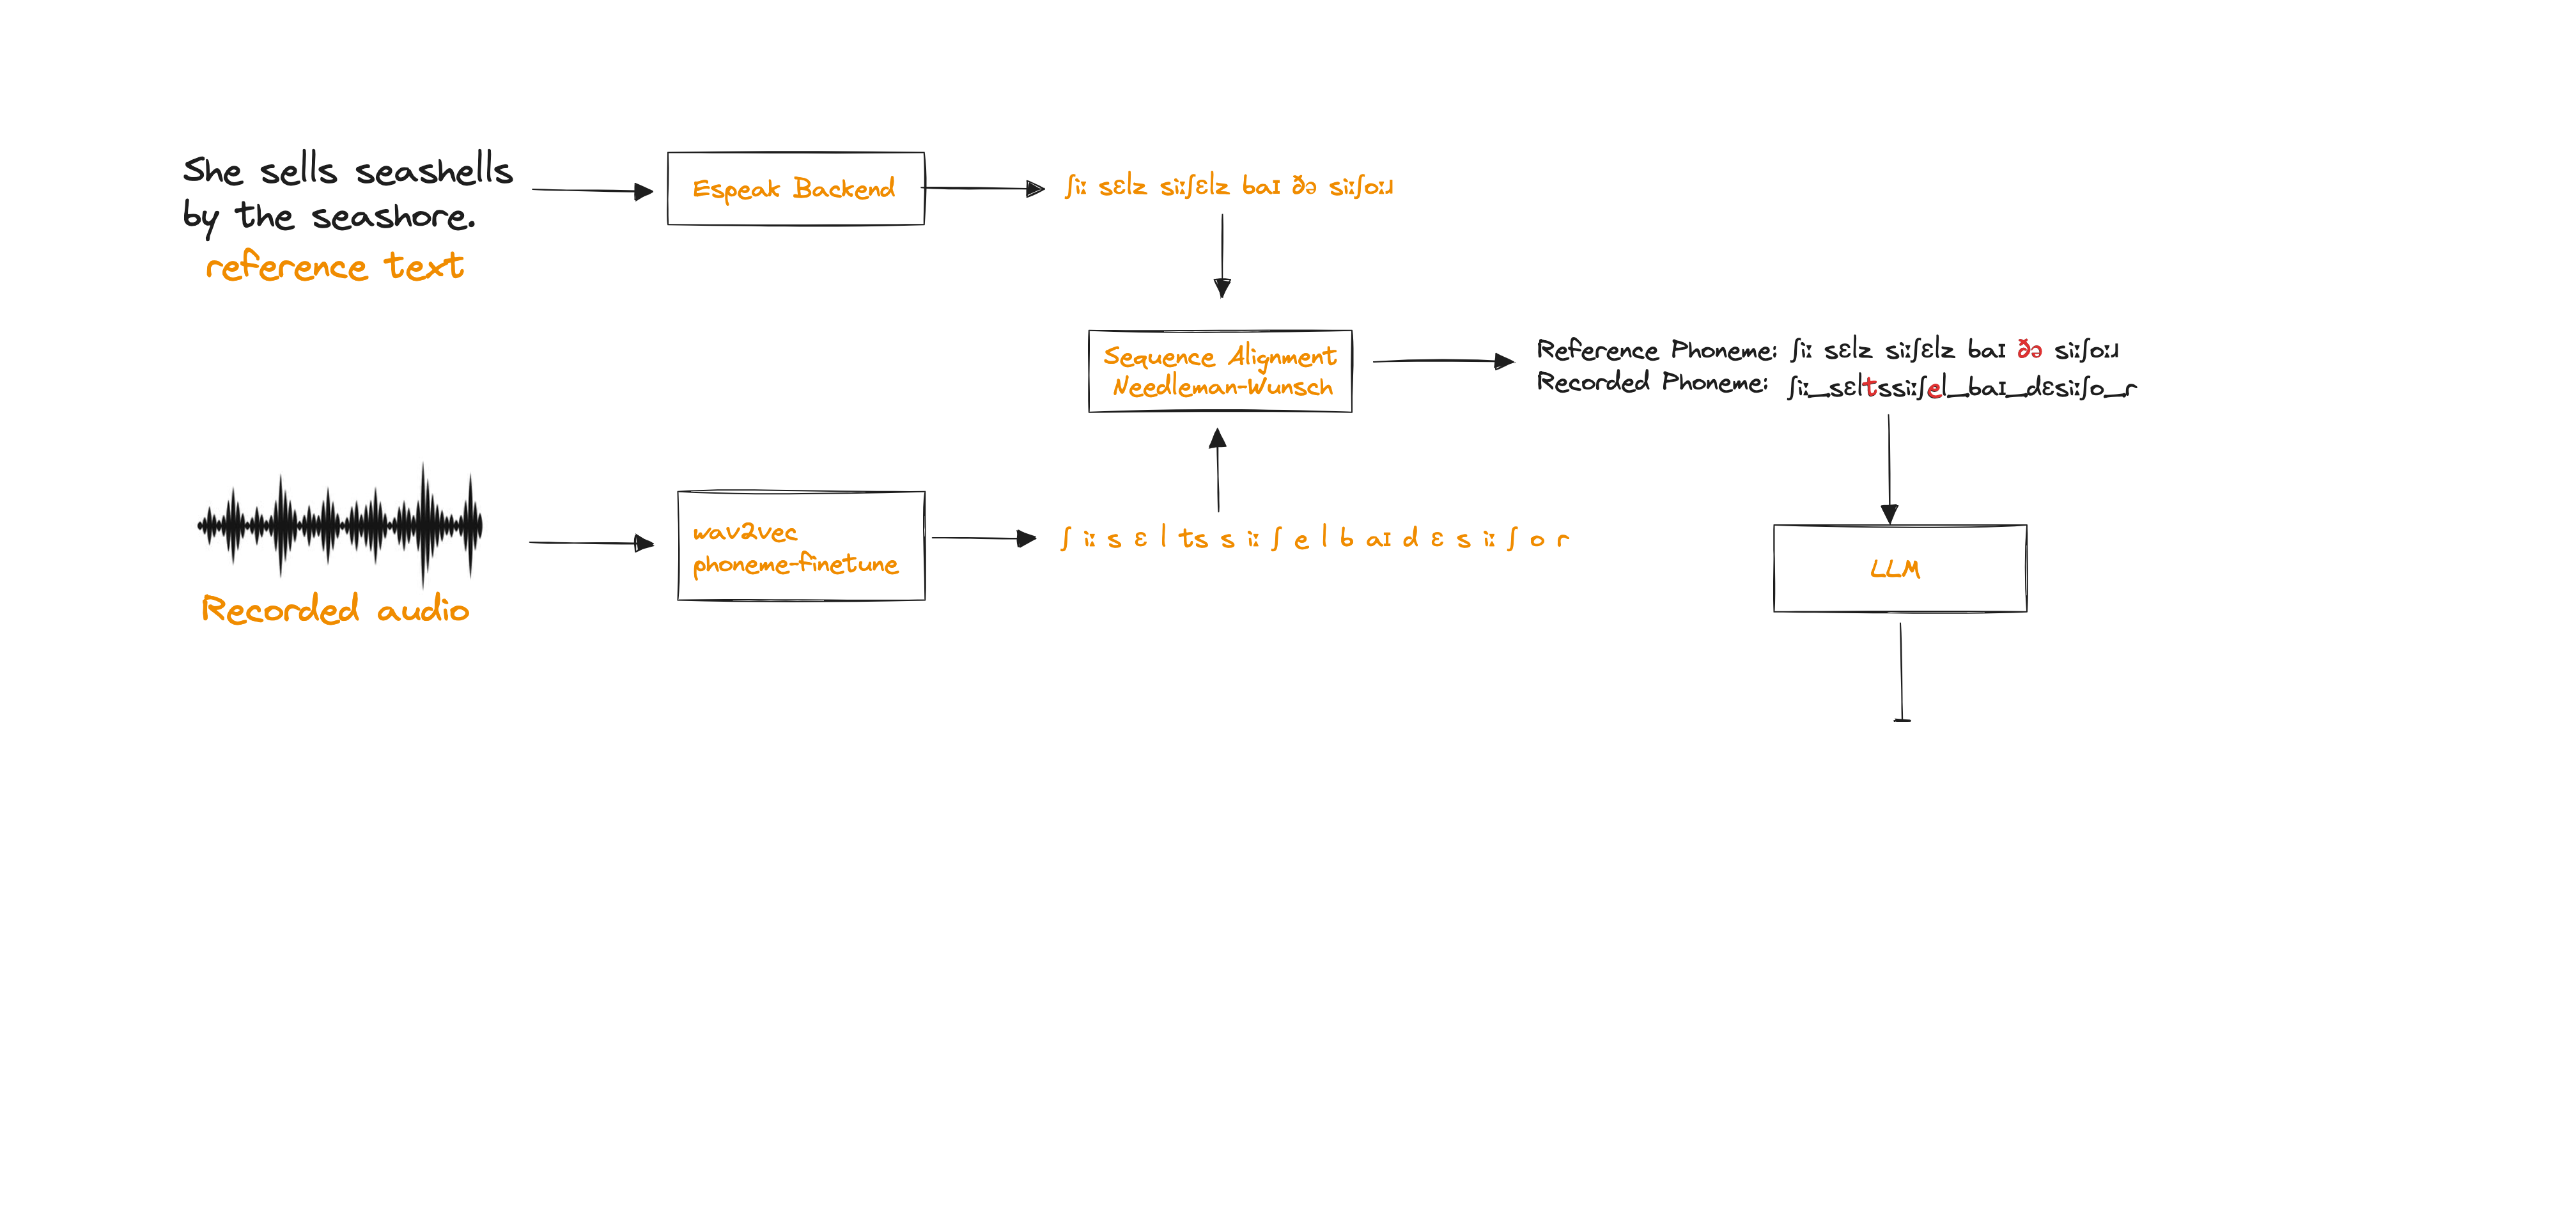 She sells seashells
by the seashore.
reference text
Espeak Backend
ʃiː sɛlz siːʃɛlz baɪ ðə siːʃoːɹ
Sequence Alignment
Needleman-Wunsch
Reference Phoneme: ʃiː sɛlz siːʃɛlz baɪ ðə siːʃoːɹ
Recorded Phoneme: ʃiː__sɛltssiːʃel__baɪ__dɛsiːʃo__r
Recorded audio
wav2vec
phoneme-finetune
ʃ iː s ɛ l ts s iː ʃ e l b aɪ d ɛ s iː ʃ o r
LLM